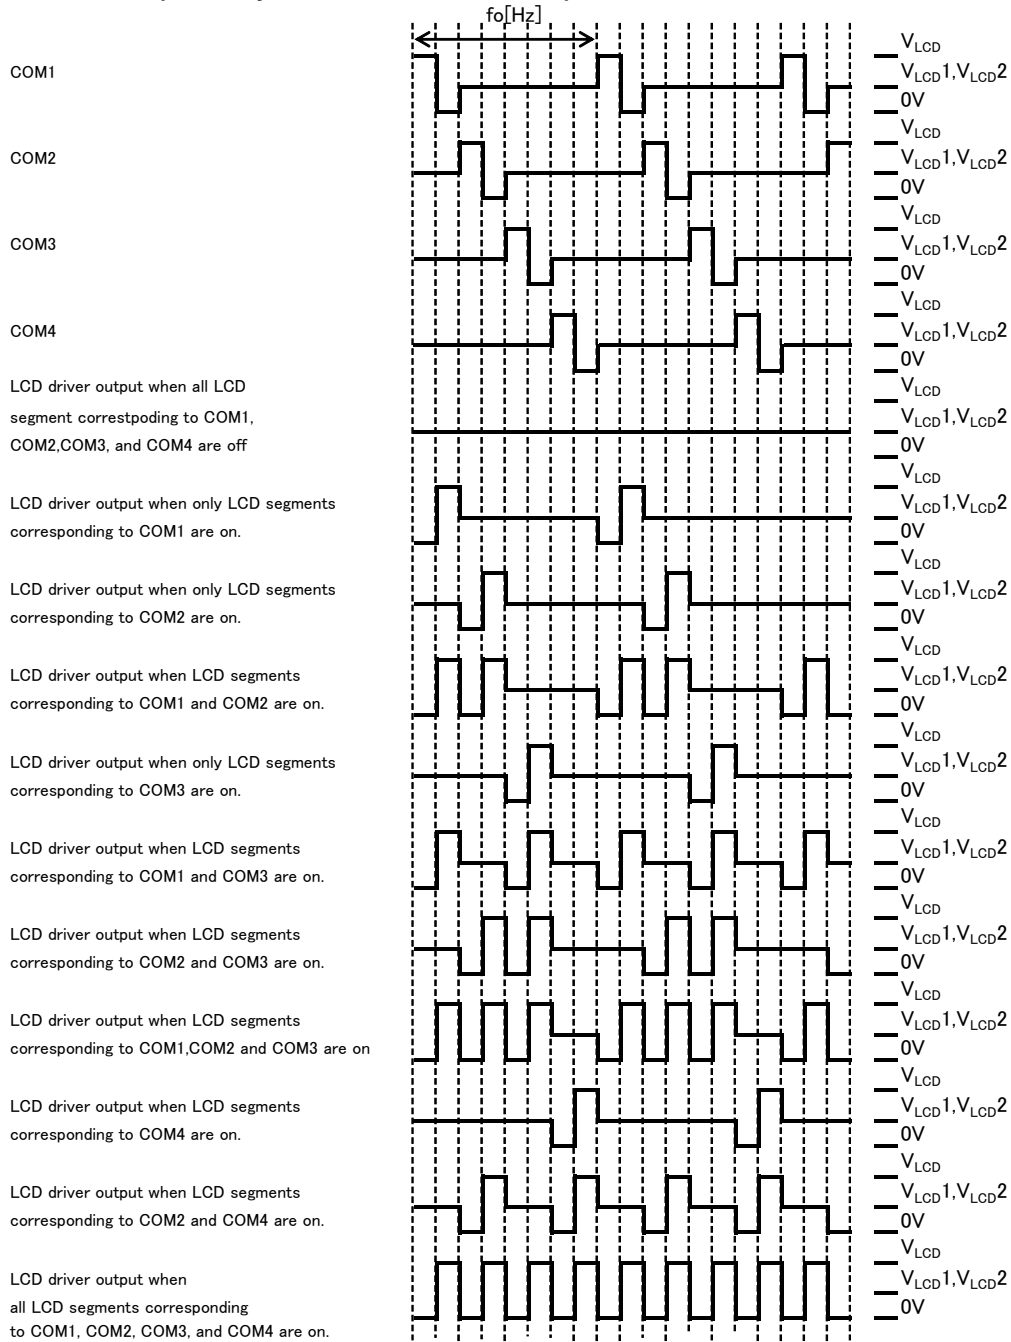 fo[Hz]
COM1
VLCD
VLCD1,VLCD2
0V
COM2
VLCD
VLCD1,VLCD2
0V
COM3
VLCD
VLCD1,VLCD2
0V
COM4
VLCD
VLCD1,VLCD2
0V
LCD driver output when all LCD
segment correstpoding to COM1,
COM2,COM3, and COM4 are off
VLCD
VLCD1,VLCD2
0V
LCD driver output when only LCD segments
corresponding to COM1 are on.
VLCD
VLCD1,VLCD2
0V
LCD driver output when only LCD segments
corresponding to COM2 are on.
VLCD
VLCD1,VLCD2
0V
LCD driver output when LCD segments
corresponding to COM1 and COM2 are on.
VLCD
VLCD1,VLCD2
0V
LCD driver output when only LCD segments
corresponding to COM3 are on.
VLCD
VLCD1,VLCD2
0V
LCD driver output when LCD segments
corresponding to COM1 and COM3 are on.
VLCD
VLCD1,VLCD2
0V
LCD driver output when LCD segments
corresponding to COM2 and COM3 are on.
VLCD
VLCD1,VLCD2
0V
LCD driver output when LCD segments
corresponding to COM1,COM2 and COM3 are on
VLCD
VLCD1,VLCD2
0V
LCD driver output when LCD segments
corresponding to COM4 are on.
VLCD
VLCD1,VLCD2
0V
LCD driver output when LCD segments
corresponding to COM2 and COM4 are on.
VLCD
VLCD1,VLCD2
0V
LCD driver output when
all LCD segments corresponding
to COM1, COM2, COM3, and COM4 are on.
VLCD
VLCD1,VLCD2
0V